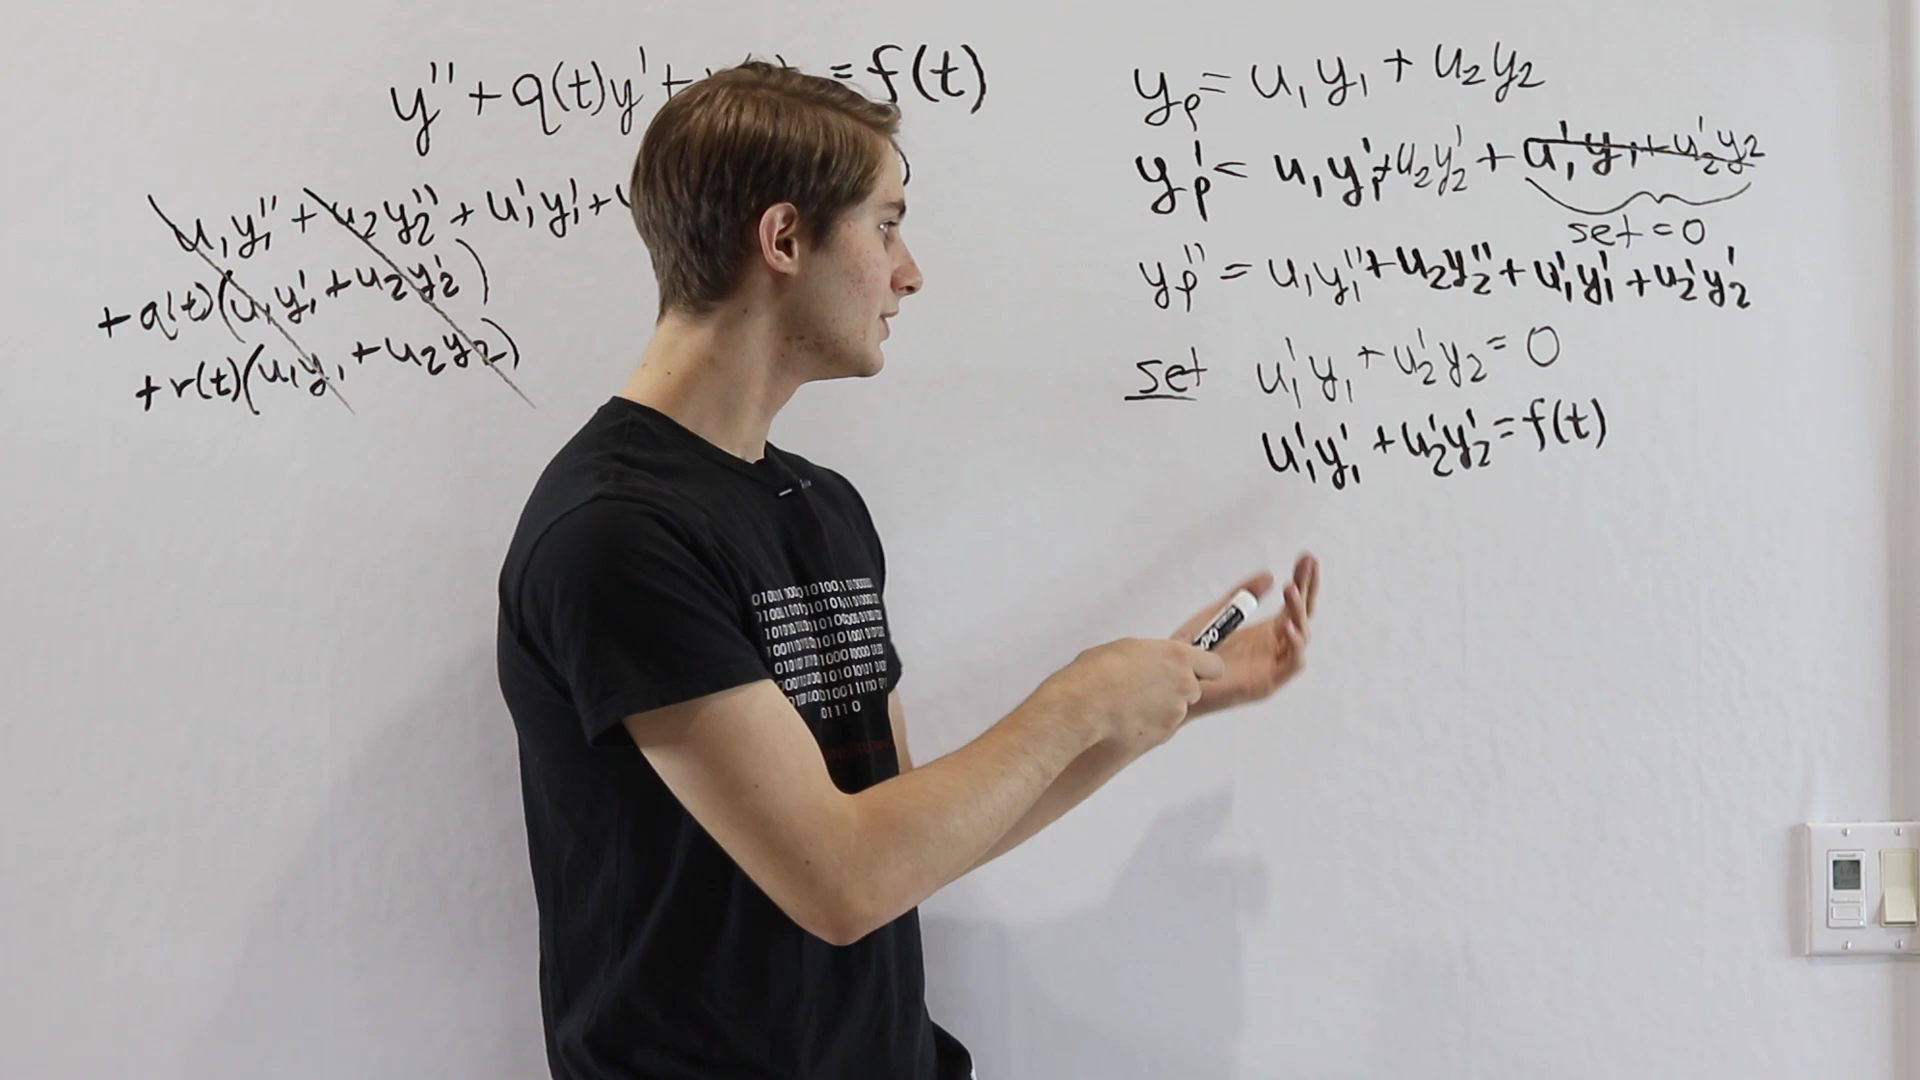 y'' + q(t)y' + = f(t)
u₁y₁'' + u₂y₂'' + u₁'y₁' +
+ q(t)(u₁y₁' + u₂y₂')
+ r(t)(u₁y₁ + u₂y₂)
yₚ = u₁y₁ + u₂y₂
yₚ' = u₁y₁' + u₂y₂' + u₁'y₁ + u₂'y₂
set = 0
yₚ'' = u₁y₁'' + u₂y₂'' + u₁'y₁' + u₂'y₂'
set u₁'y₁ + u₂'y₂ = 0
u₁'y₁' + u₂'y₂' = f(t)